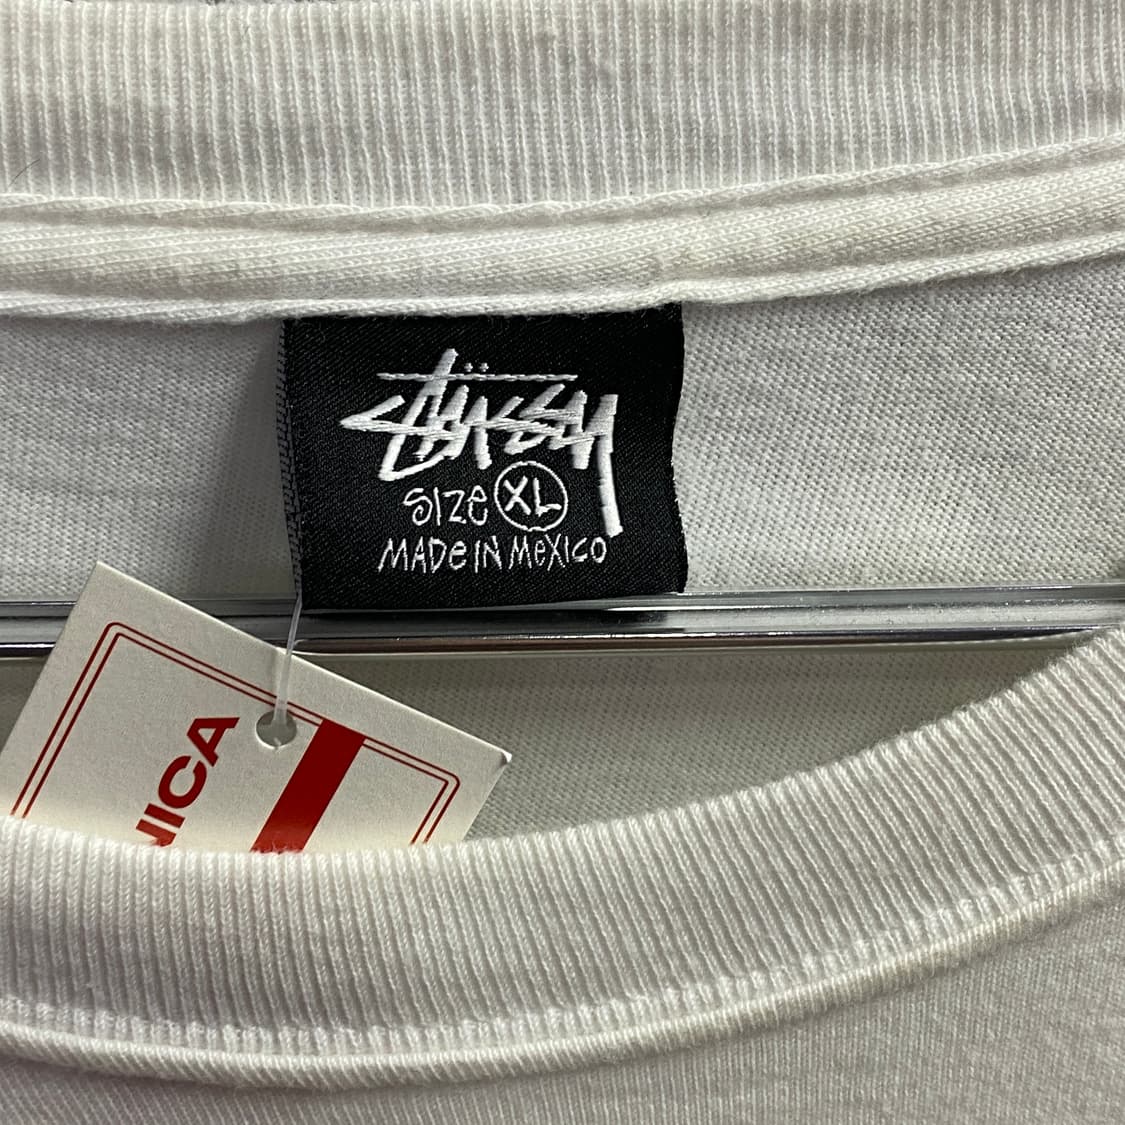 Stüssy
SIZE XL
MADE IN MEXICO
NICA